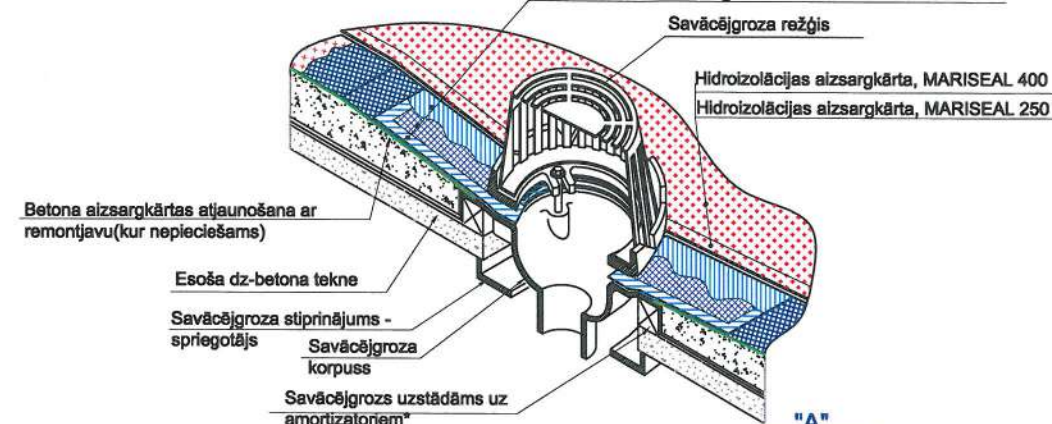 Savācējgroza režģis
Hidroizolācijas aizsargkārta, MARISEAL 400
Hidroizolācijas aizsargkārta, MARISEAL 250
Betona aizsargkārtas atjaunošana ar
remontjavu(kur nepieciešams)
Esoša dz-betona tekne
Savācējgroza stiprinājums -
spriegotājs
Savācējgroza
korpuss
Savācējgrozs uzstādāms uz
amortizatoriem*
"A"